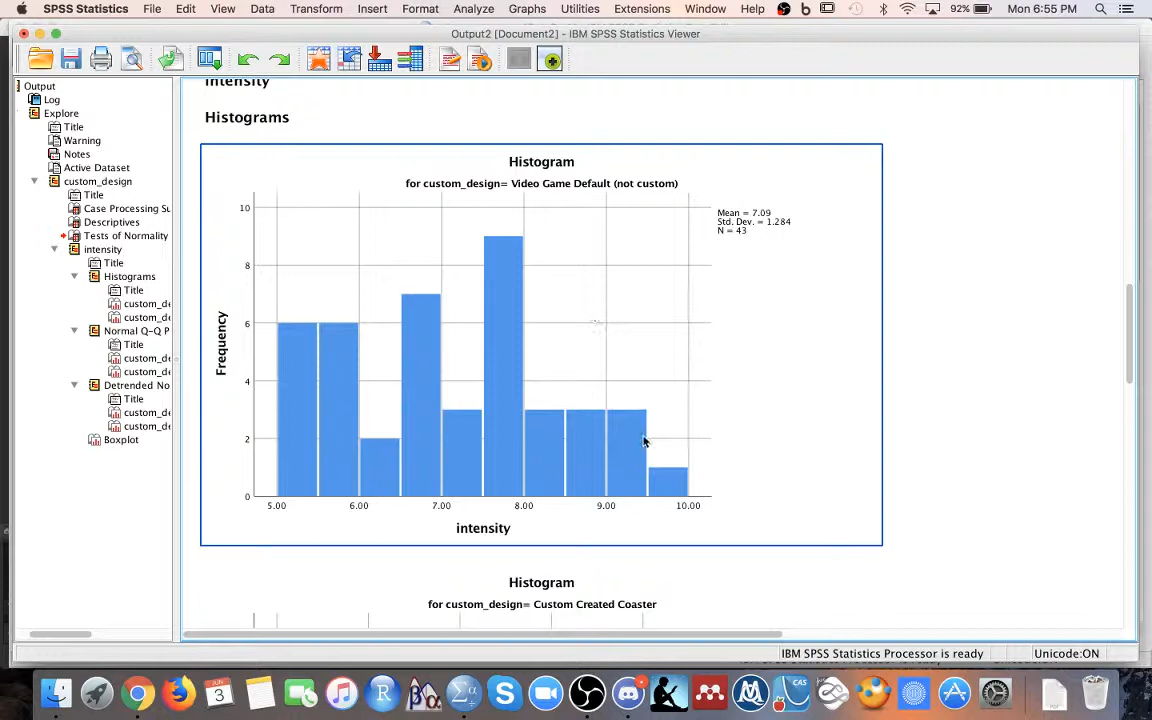 SPSS Statistics File Edit View Data Transform Insert Format Analyze Graphs Utilities Extensions Window Help 92% Mon 6:55 PM
Output2 [Document2] - IBM SPSS Statistics Viewer
Output
Log
Explore
Title
Warning
Notes
Active Dataset
custom_design
Title
Case Processing Su
Descriptives
Tests of Normality
intensity
Title
Histograms
Title
custom_de
custom_de
Normal Q-Q P
Title
custom_de
custom_de
Detrended No
Title
custom_de
custom_de
Boxplot
intensity
Histograms
Histogram
for custom_design= Video Game Default (not custom)
Mean = 7.09
Std. Dev. = 1.284
N = 43
10
8
6
4
2
0
Frequency
5.00 6.00 7.00 8.00 9.00 10.00
intensity
Histogram
for custom_design= Custom Created Coaster
IBM SPSS Statistics Processor is ready Unicode:ON
JUN
3
CAS